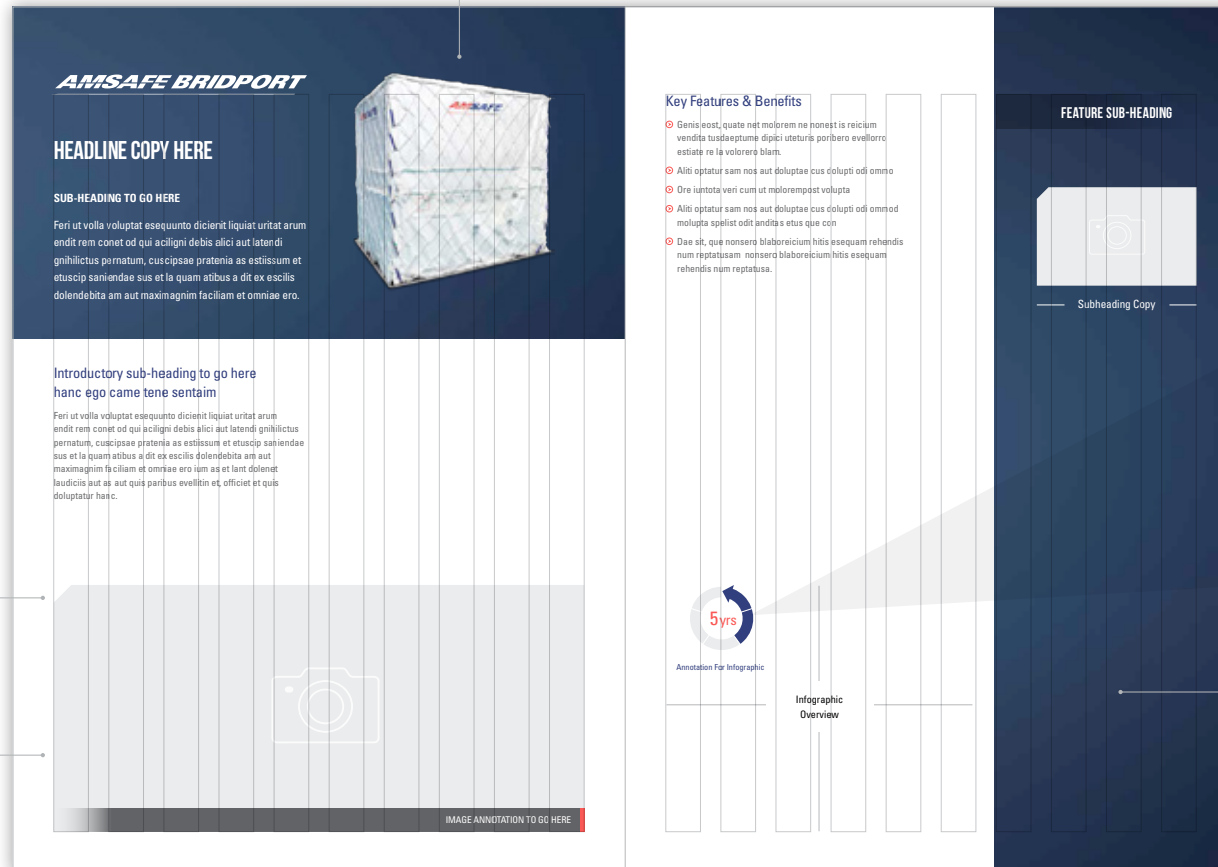 AMSAFE BRIDPORT
AMSAFE
HEADLINE COPY HERE
SUB-HEADING TO GO HERE
Feri ut volla voluptat esequunto dicienit liquiat uritat arum
endit rem conet od qui aciligni debis alici aut latendi
gnihilictus pernatum, cuscipsae pratenia as estiissum et
etuscip saniendae sus et la quam atibus a dit ex escilis
dolendebita am aut maximagnim faciliam et omniae ero.
Introductory sub-heading to go here
hanc ego came tene sentaim
Feri ut volla voluptat esequunto dicienit liquiat uritat arum
endit rem conet od qui aciligni debis alici aut latendi gnihilictus
pernatum, cuscipsae pratenia as estiissum et etuscip saniendae
sus et la quam atibus a dit ex escilis dolendebita am aut
maximagnim faciliam et omniae ero ium as et lant dolenet
laudiciis aut as aut quis paribus evellitin et, officiet et quis
doluptatur hanc.
IMAGE ANNOTATION TO GO HERE
Key Features & Benefits
Genis eost, quate net molorem ne nonest is reicium
vendita tusdaeptume dipici uteturis poribero evellorro
estiate re la volorero blam.
Aliti optatur sam nos aut doluptae cus dolupti odi ommo
Ore iuntota veri cum ut molorempost volupta
Aliti optatur sam nos aut doluptae cus dolupti odi ommod
molupta spelist odit anditas etus que con
Dae sit, que nonsero blaboreicium hitis esequam rehendis
num reptatusam nonsero blaboreicium hitis esequam
rehendis num reptatusa.
5 yrs
Annotation For Infographic
Infographic
Overview
FEATURE SUB-HEADING
Subheading Copy